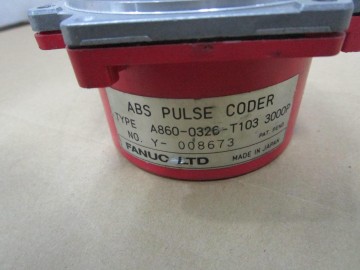 ABS PULSE CODER
TYPE A860-0326-T103 3000P
NO. Y- 008673
FANUC LTD MADE IN JAPAN